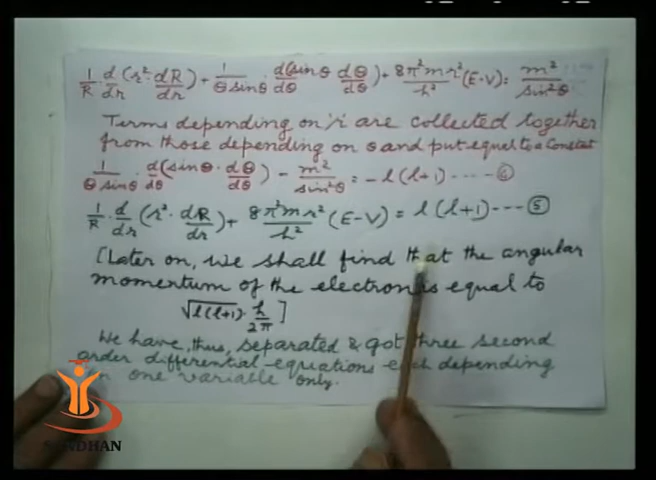 1/R · d/dr (r² · dR/dr) + 1/Θ sinθ · d(sinθ/dθ dΘ/dθ) + 8π²mr²/h² (E-V) = m²/sin²θ
Terms depending on 'r' are collected together
from those depending on θ and put equal to a Constant
1/Θ sinθ · d/dθ (sinθ · dΘ/dθ) - m²/sin²θ = -l(l+1) ----
1/R · d/dr (r² · dR/dr) + 8π²mr²/h² (E-V) = l(l+1) --- ⑤
[Later on, we shall find that the angular
momentum of the electron is equal to
√l(l+1) · h/2π ]
We have, thus, separated & got three second
order differential equations each depending
on one variable only.
SANDHAN